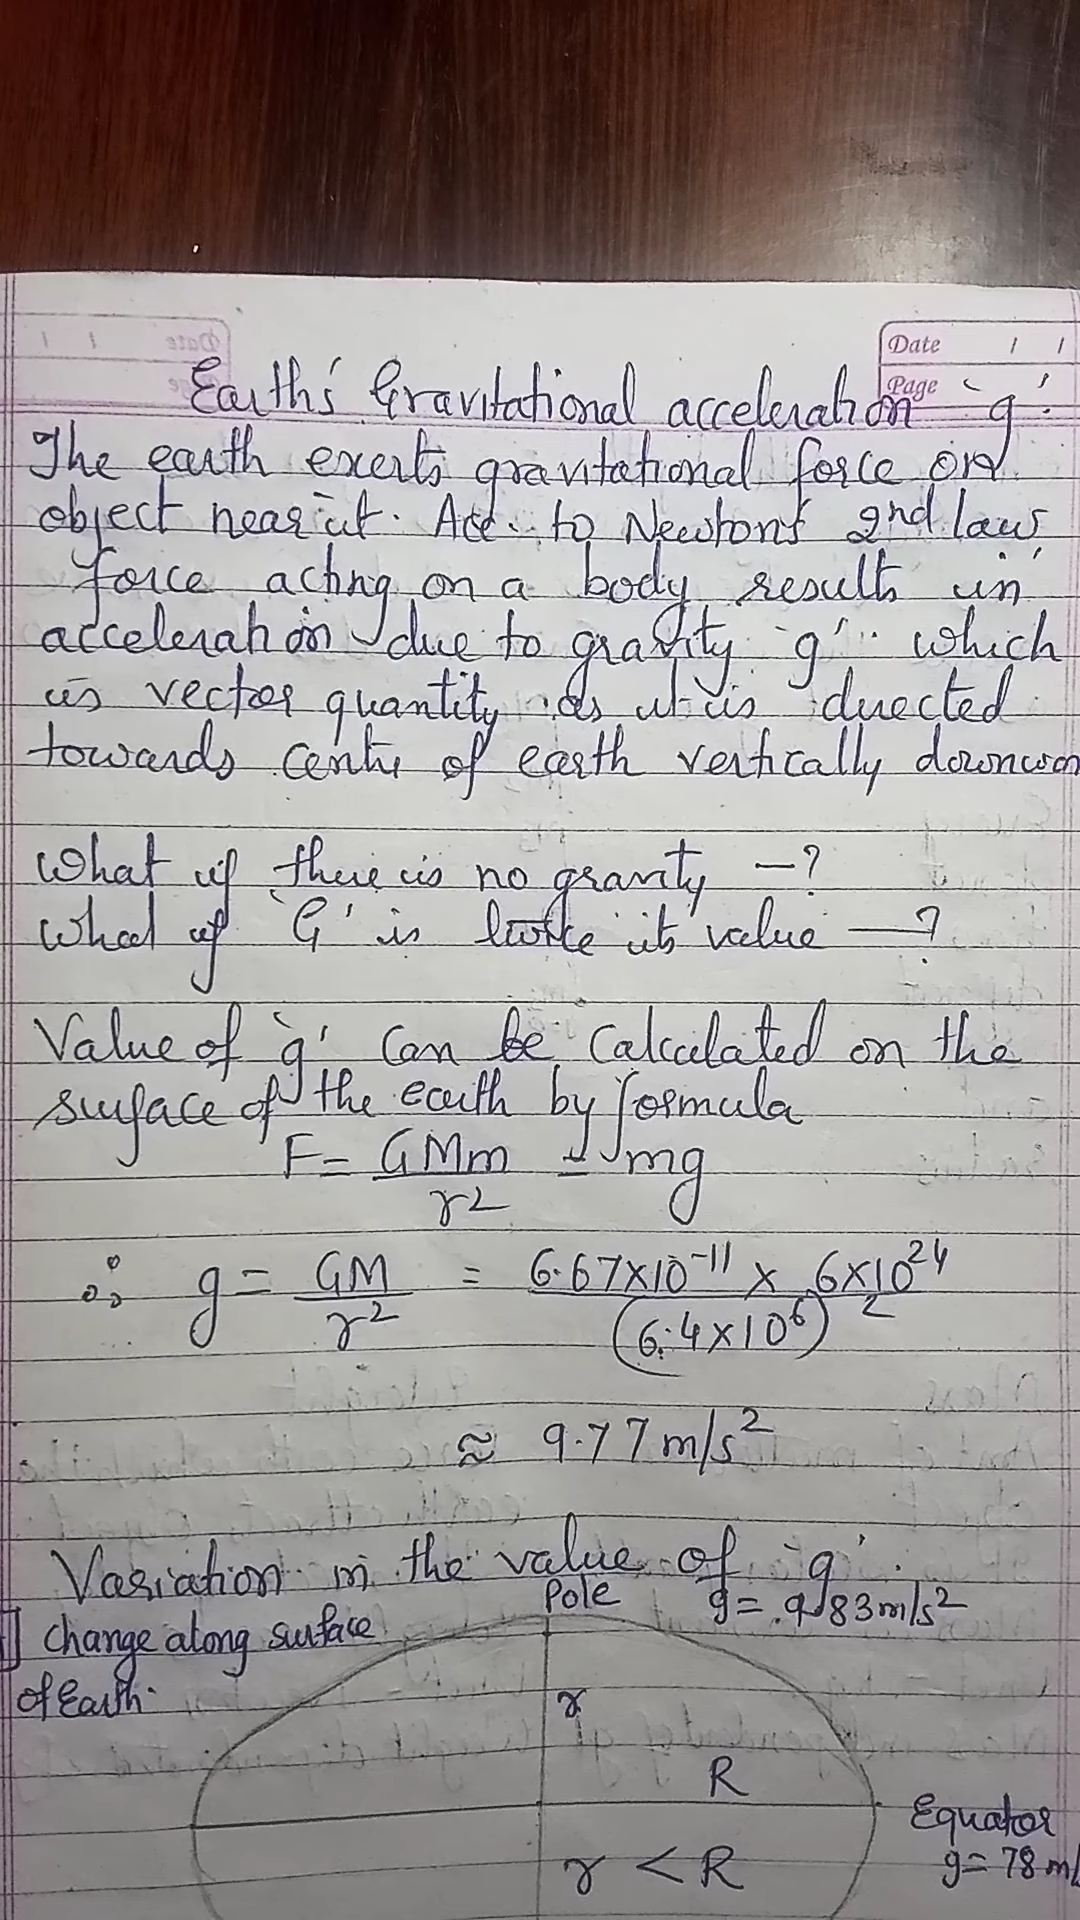 Date / /
Page
Earth's Gravitational acceleration 'g'.
The earth exerts gravitational force on
object near it. Acc. to Newton's 2nd law,
force acting on a body results in
acceleration due to gravity 'g'. which
is vector quantity as it is directed
towards centre of earth vertically downwar
What if there is no gravity —?
What if 'G' is twice its value —?
Value of 'g' can be calculated on the
surface of the earth by formula
F = GMm/r2 = mg
∴ g = GM/r2 = 6.67×10-11 × 6×1024/(6.4×106)2
≈ 9.77 m/s2
Variation in the value of 'g'.
Pole g = 9.83 m/s2
1] Change along surface
of Earth.
r
R
Equator
g = 78 m/
r < R